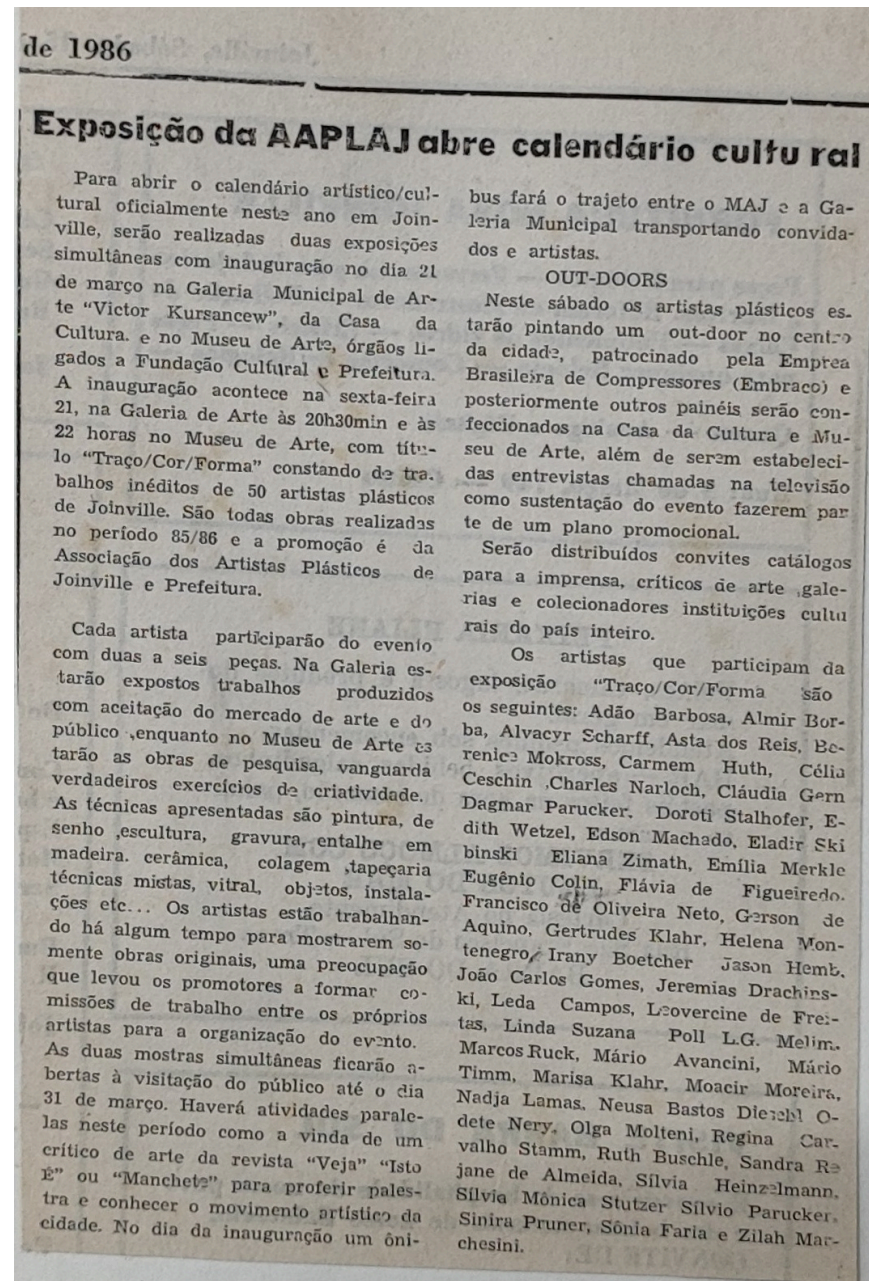 de 1986
Exposição da AAPLAJ abre calendário cultu ral
Para abrir o calendário artístico/cul-
tural oficialmente neste ano em Join-
ville, serão realizadas duas exposições
simultâneas com inauguração no dia 21
de março na Galeria Municipal de Ar-
te “Victor Kursancew”, da Casa da
Cultura. e no Museu de Arte, órgãos li-
gados a Fundação Cultural e Prefeitura.
A inauguração acontece na sexta-feira
21, na Galeria de Arte às 20h30min e às
22 horas no Museu de Arte, com títu-
lo “Traço/Cor/Forma” constando de tra.
balhos inéditos de 50 artistas plásticos
de Joinville. São todas obras realizadas
no período 85/86 e a promoção é da
Associação dos Artistas Plásticos de
Joinville e Prefeitura.
Cada artista participarão do evento
com duas a seis peças. Na Galeria es-
tarão expostos trabalhos produzidos
com aceitação do mercado de arte e do
público ,enquanto no Museu de Arte es
tarão as obras de pesquisa, vanguarda
verdadeiros exercícios de criatividade.
As técnicas apresentadas são pintura, de
senho ,escultura, gravura, entalhe em
madeira. cerâmica, colagem ,tapeçaria
técnicas mistas, vitral, objetos, instala-
ções etc... Os artistas estão trabalhan-
do há algum tempo para mostrarem so-
mente obras originais, uma preocupação
que levou os promotores a formar co-
missões de trabalho entre os próprios
artistas para a organização do evento.
As duas mostras simultâneas ficarão a-
bertas à visitação do público até o dia
31 de março. Haverá atividades parale-
las neste período como a vinda de um
crítico de arte da revista “Veja” “Isto
É” ou “Manchete” para proferir pales-
tra e conhecer o movimento artístico da
cidade. No dia da inauguração um ôni-
bus fará o trajeto entre o MAJ e a Ga-
leria Municipal transportando convida-
dos e artistas.
OUT-DOORS
Neste sábado os artistas plásticos es-
tarão pintando um out-door no centro
da cidade, patrocinado pela Emprea
Brasileira de Compressores (Embraco) e
posteriormente outros painéis serão con-
feccionados na Casa da Cultura e Mu-
seu de Arte, além de serem estabeleci-
das entrevistas chamadas na televisão
como sustentação do evento fazerem par
te de um plano promocional.
Serão distribuídos convites catálogos
para a imprensa, críticos de arte ,gale-
rias e colecionadores instituições cultu
rais do país inteiro.
Os artistas que participam da
exposição “Traço/Cor/Forma são
os seguintes: Adão Barbosa, Almir Bor-
ba, Alvacyr Scharff, Asta dos Reis, Be-
renice Mokross, Carmem Huth, Célia
Ceschin ,Charles Narloch, Cláudia Gern
Dagmar Parucker, Doroti Stalhofer, E-
dith Wetzel, Edson Machado, Eladir Ski
binski Eliana Zimath, Emília Merkle
Eugênio Colin, Flávia de Figueiredo.
Francisco de Oliveira Neto, Gerson de
Aquino, Gertrudes Klahr, Helena Mon-
tenegro, Irany Boetcher Jason Hemb.
João Carlos Gomes, Jeremias Drachins-
ki, Leda Campos, Leovercine de Frei-
tas, Linda Suzana Poll L.G. Melim.
Marcos Ruck, Mário Avancini, Mário
Timm, Marisa Klahr, Moacir Moreira,
Nadja Lamas, Neusa Bastos Dieschl O-
dete Nery, Olga Molteni, Regina Car-
valho Stamm, Ruth Buschle, Sandra Re
jane de Almeida, Sílvia Heinzelmann,
Sílvia Mônica Stutzer Sílvio Parucker,
Sinira Pruner, Sônia Faria e Zilah Mar-
chesini.